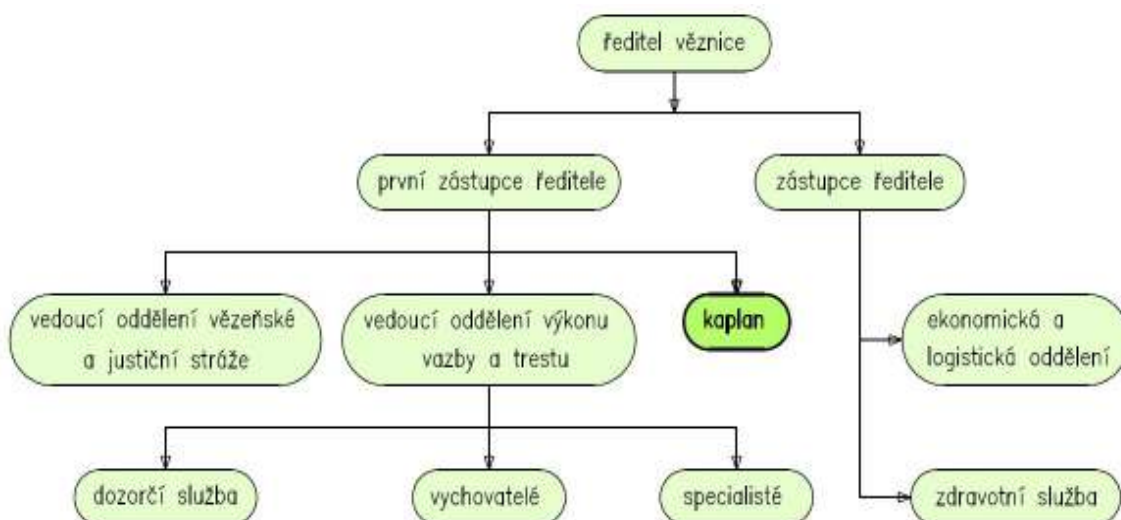 ředitel věznice
první zástupce ředitele
zástupce ředitele
vedoucí oddělení vězeňské
a justiční stráže
vedoucí oddělení výkonu
vazby a trestu
kaplan
ekonomická a
logistická oddělení
dozorčí služba
vychovatelé
specialisté
zdravotní služba